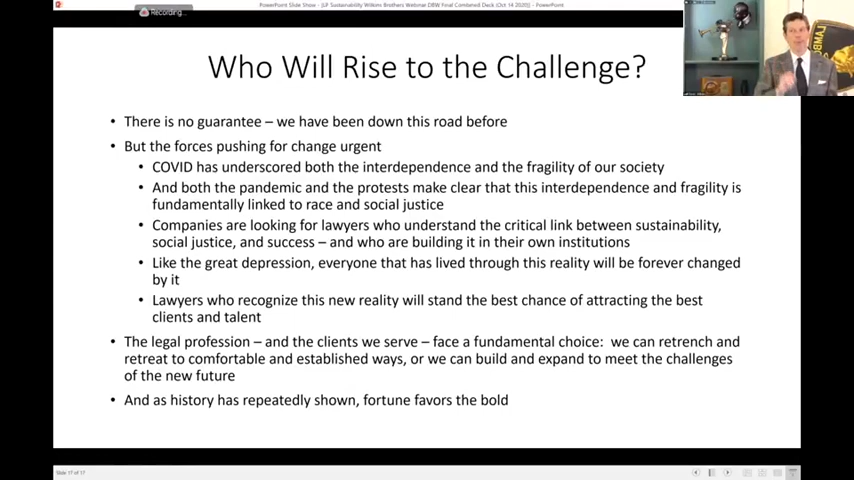 PowerPoint Slide Show - [LF Sustainability Wilkins Brothers Webinar DBW Final Combined Deck (Oct 14 2020)] - PowerPoint
Recording...
Who Will Rise to the Challenge?
• There is no guarantee – we have been down this road before
• But the forces pushing for change urgent
• COVID has underscored both the interdependence and the fragility of our society
• And both the pandemic and the protests make clear that this interdependence and fragility is
fundamentally linked to race and social justice
• Companies are looking for lawyers who understand the critical link between sustainability,
social justice, and success – and who are building it in their own institutions
• Like the great depression, everyone that has lived through this reality will be forever changed
by it
• Lawyers who recognize this new reality will stand the best chance of attracting the best
clients and talent
• The legal profession – and the clients we serve – face a fundamental choice: we can retrench and
retreat to comfortable and established ways, or we can build and expand to meet the challenges
of the new future
• And as history has repeatedly shown, fortune favors the bold
Slide 17 of 17